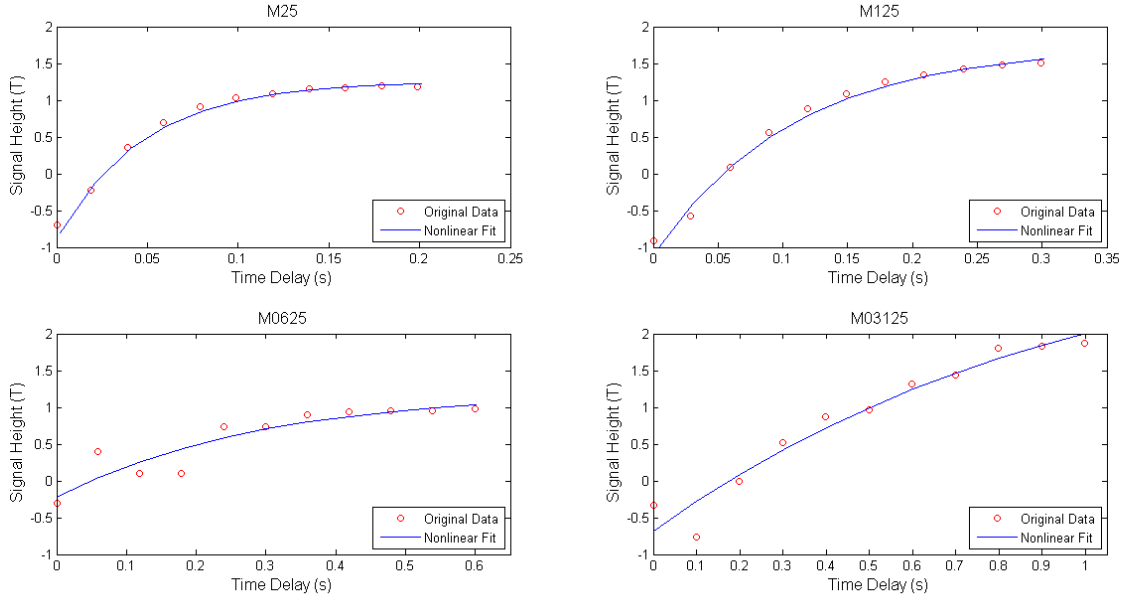 M25
2
1.5
1
0.5
0
-0.5
-1
Signal Height (T)
0 0.05 0.1 0.15 0.2 0.25
Time Delay (s)
Original Data
Nonlinear Fit
M125
2
1.5
1
0.5
0
-0.5
-1
Signal Height (T)
0 0.05 0.1 0.15 0.2 0.25 0.3 0.35
Time Delay (s)
Original Data
Nonlinear Fit
M0625
2
1.5
1
0.5
0
-0.5
-1
Signal Height (T)
0 0.1 0.2 0.3 0.4 0.5 0.6
Time Delay (s)
Original Data
Nonlinear Fit
M03125
2
1.5
1
0.5
0
-0.5
-1
Signal Height (T)
0 0.1 0.2 0.3 0.4 0.5 0.6 0.7 0.8 0.9 1
Time Delay (s)
Original Data
Nonlinear Fit